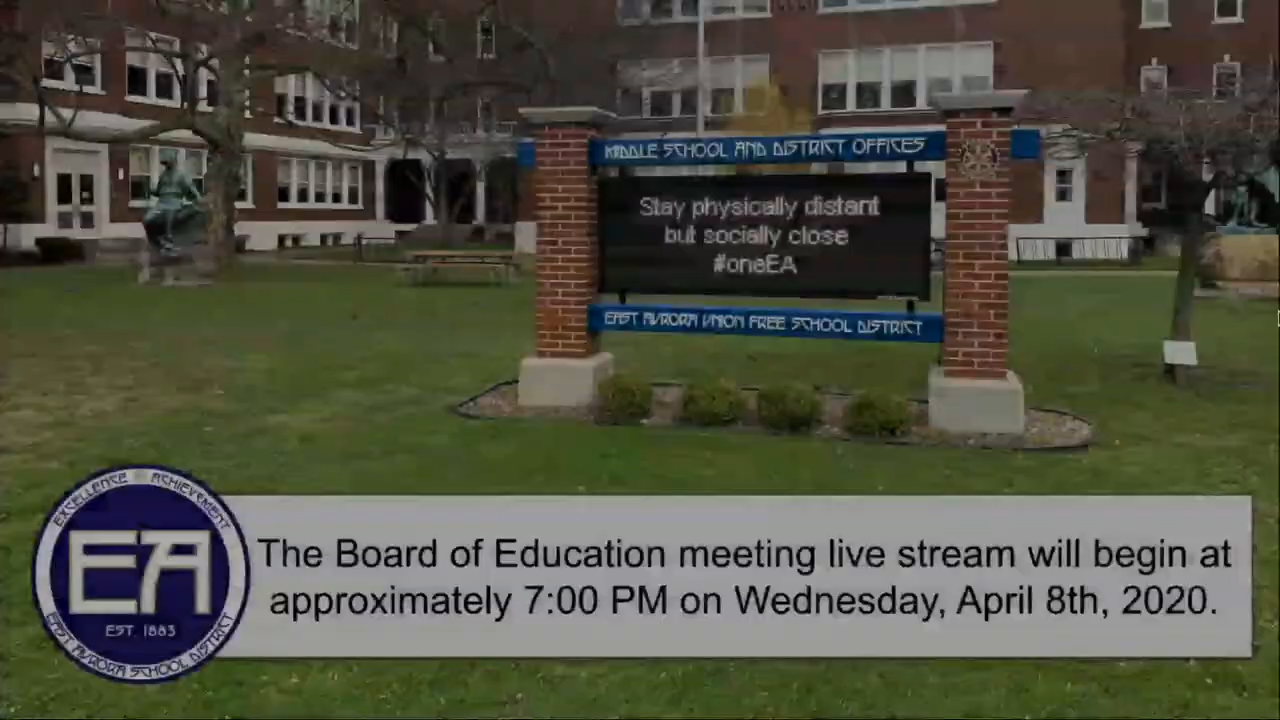 MIDDLE SCHOOL AND DISTRICT OFFICES
Stay physically distant
but socially close
#oneEA
EAST AURORA UNION FREE SCHOOL DISTRICT
EXCELLENCE ACHIEVEMENT
EA
EST. 1883
EAST AURORA SCHOOL DISTRICT
The Board of Education meeting live stream will begin at
approximately 7:00 PM on Wednesday, April 8th, 2020.